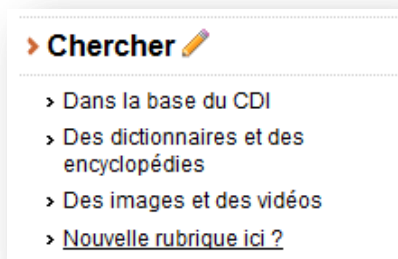 Chercher
Dans la base du CDI
Des dictionnaires et des
encyclopédies
Des images et des vidéos
Nouvelle rubrique ici ?